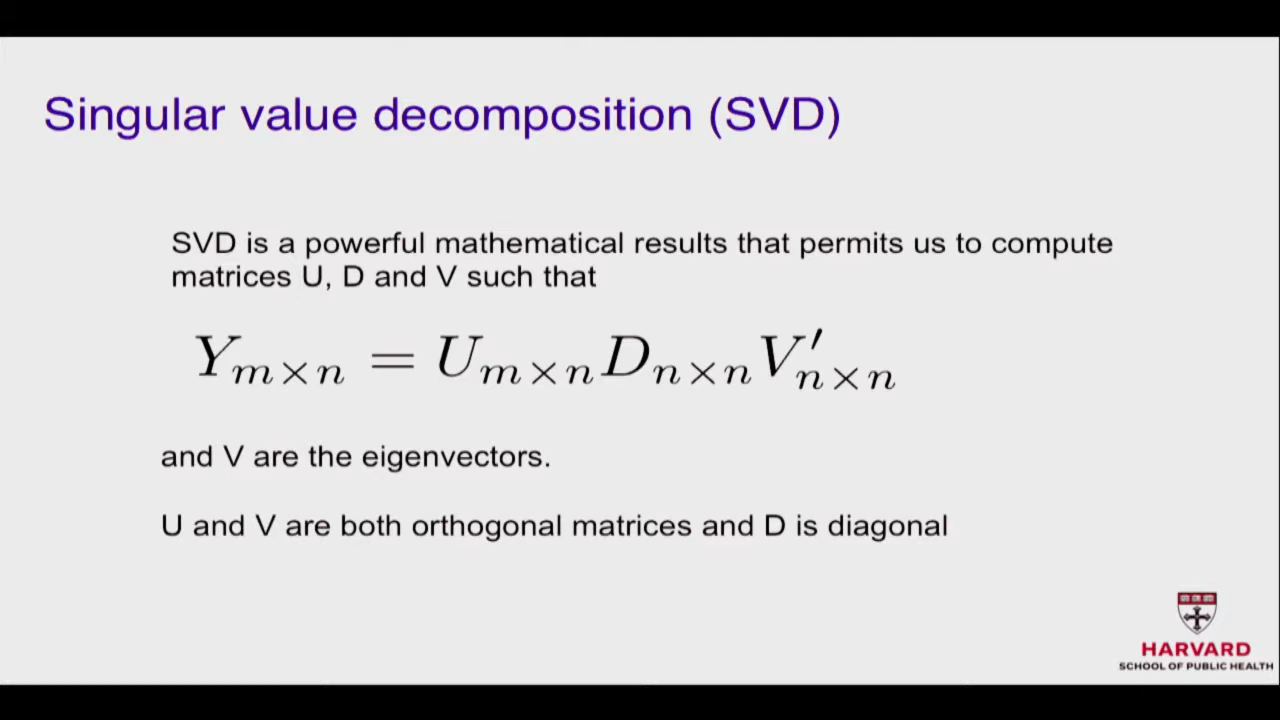 Singular value decomposition (SVD)
SVD is a powerful mathematical results that permits us to compute
matrices U, D and V such that
Y_{m×n} = U_{m×n}D_{n×n}V'_{n×n}
and V are the eigenvectors.
U and V are both orthogonal matrices and D is diagonal
HARVARD
SCHOOL OF PUBLIC HEALTH